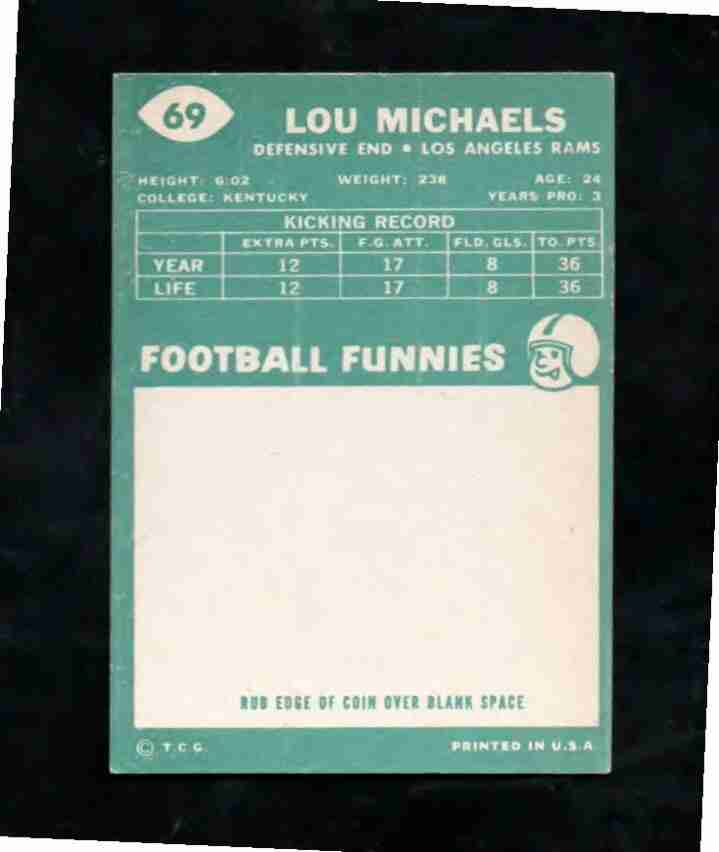 69
LOU MICHAELS
DEFENSIVE END • LOS ANGELES RAMS
HEIGHT: 6:02 WEIGHT: 238 AGE: 24
COLLEGE: KENTUCKY YEARS PRO: 3
KICKING RECORD
EXTRA PTS. F.G. ATT. FLD. GLS. TO. PTS
YEAR 12 17 8 36
LIFE 12 17 8 36
FOOTBALL FUNNIES
RUB EDGE OF COIN OVER BLANK SPACE
© T.C.G. PRINTED IN U.S.A